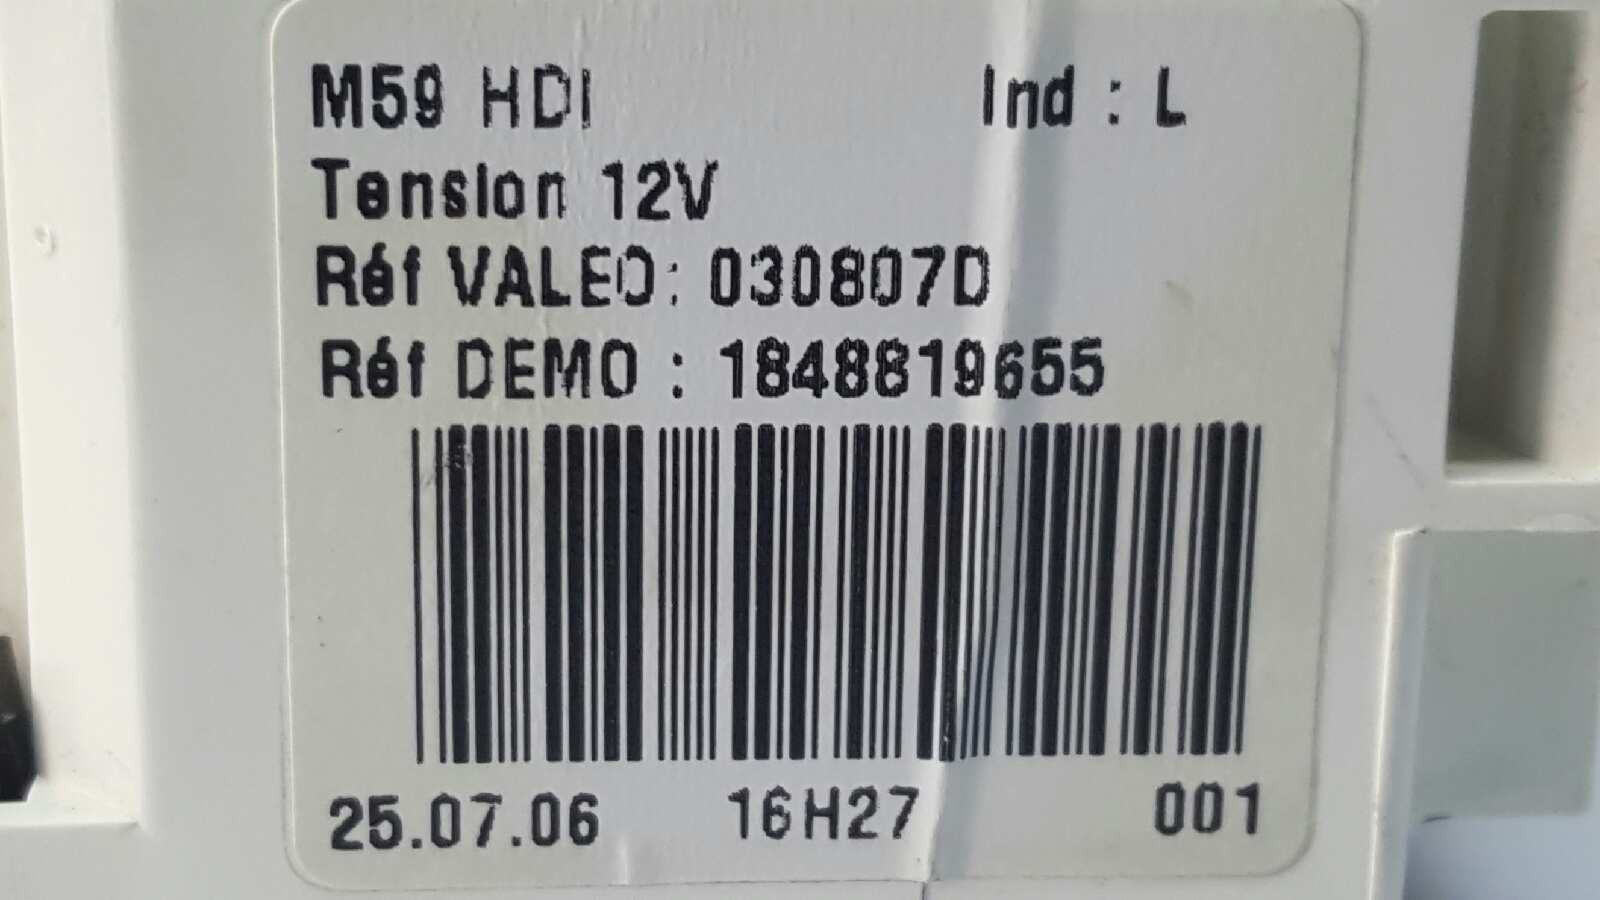 M59 HDI Ind : L
Tension 12V
Réf VALEO: 030807D
Réf DEMO : 1848819655
25.07.06 16H27 001